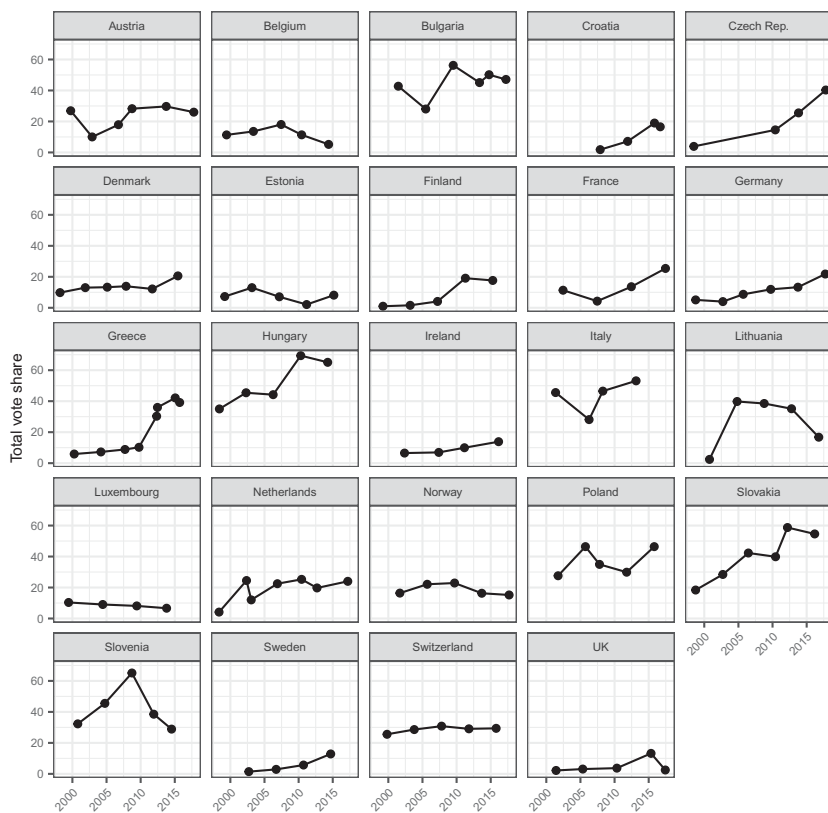 Austria Belgium Bulgaria Croatia Czech Rep.
60
40
20
0
Denmark Estonia Finland France Germany
60
40
20
0
Total vote share
Greece Hungary Ireland Italy Lithuania
60
40
20
0
Luxembourg Netherlands Norway Poland Slovakia
60
40
20
0
2000 2005 2010 2015
Slovenia Sweden Switzerland UK
60
40
20
0
2000 2005 2010 2015 2000 2005 2010 2015 2000 2005 2010 2015 2000 2005 2010 2015